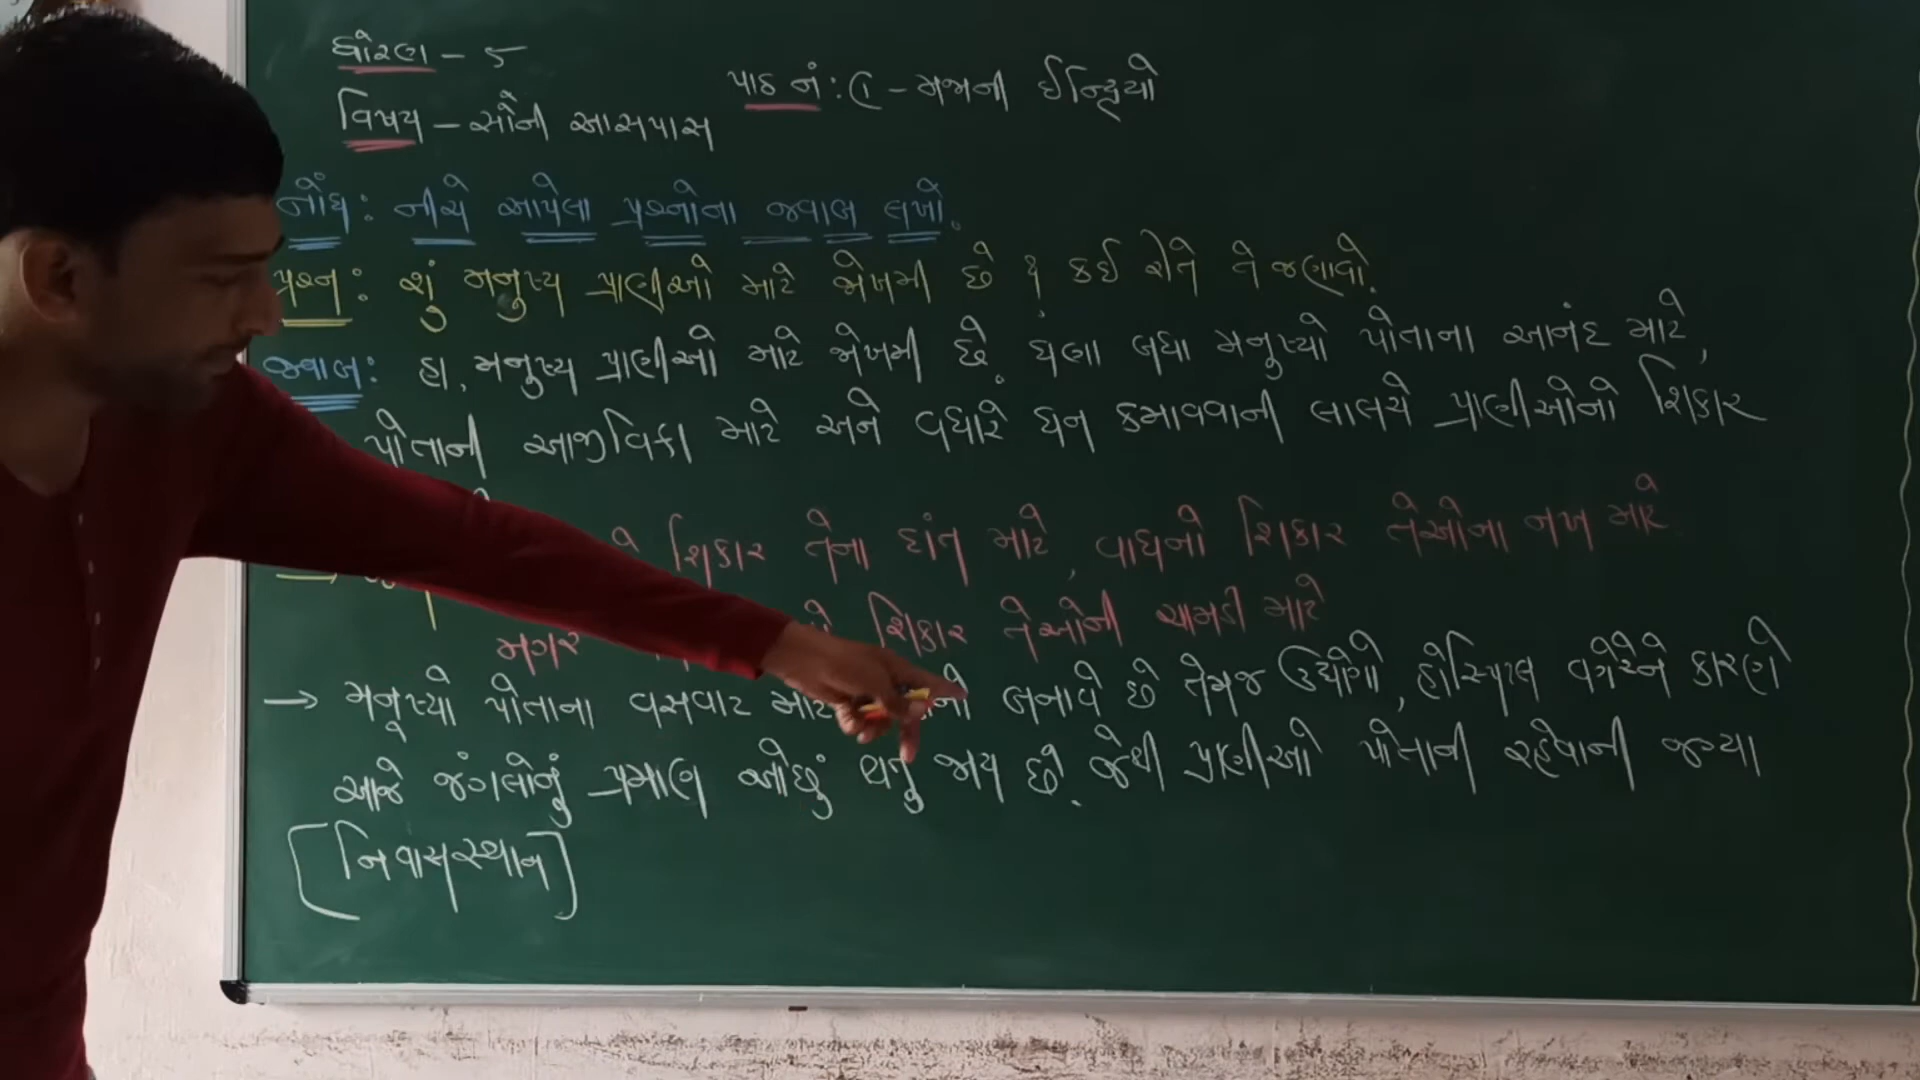 ધોરણ - ૫
પાઠ નં : ૧ - મજાની ઈન્દ્રિયો
વિષય - સૌની આસપાસ
નોંધ : નીચે આપેલા પ્રશ્નોના જવાબ લખો.
પ્રશ્ન : શું મનુષ્ય પ્રાણીઓ માટે જોખમી છે ? કઈ રીતે તે જણાવો.
જવાબ : હા, મનુષ્ય પ્રાણીઓ માટે જોખમી છે. ઘણા બધા મનુષ્યો પોતાના આનંદ માટે,
પોતાની આજીવિકા માટે અને વધારે ધન કમાવવાની લાલચે પ્રાણીઓનો શિકાર
શિકાર તેના દાંત માટે, વાઘનો શિકાર તેઓના નખ માટે
મગર શિકાર તેઓની ચામડી માટે
→ મનુષ્યો પોતાના વસવાટ બનાવે છે તેમજ ઉદ્યોગો, હોસ્પિટલ વગેરેને કારણે
આજે જંગલોનું પ્રમાણ ઓછું થતું જાય છે. જેથી પ્રાણીઓ પોતાની રહેવાની જગ્યા
[નિવાસસ્થાન]